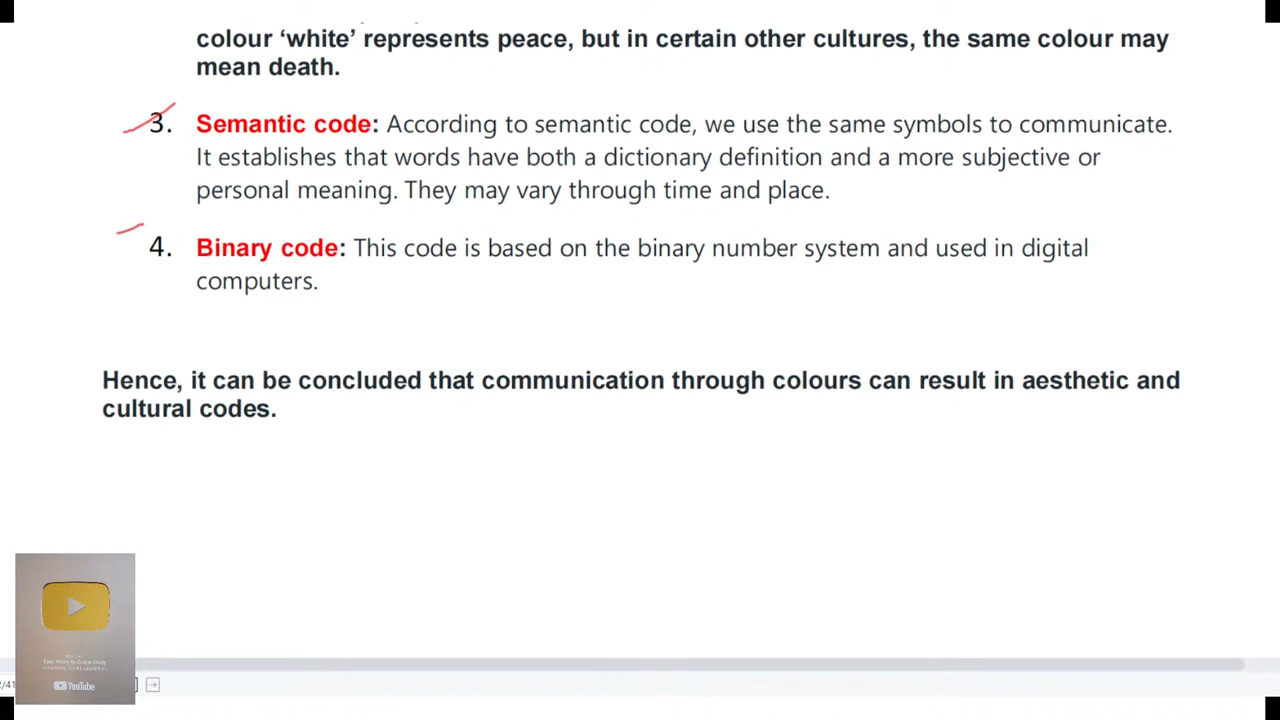 colour ‘white’ represents peace, but in certain other cultures, the same colour may
mean death.
3. Semantic code: According to semantic code, we use the same symbols to communicate.
It establishes that words have both a dictionary definition and a more subjective or
personal meaning. They may vary through time and place.
4. Binary code: This code is based on the binary number system and used in digital
computers.
Hence, it can be concluded that communication through colours can result in aesthetic and
cultural codes.
YouTube